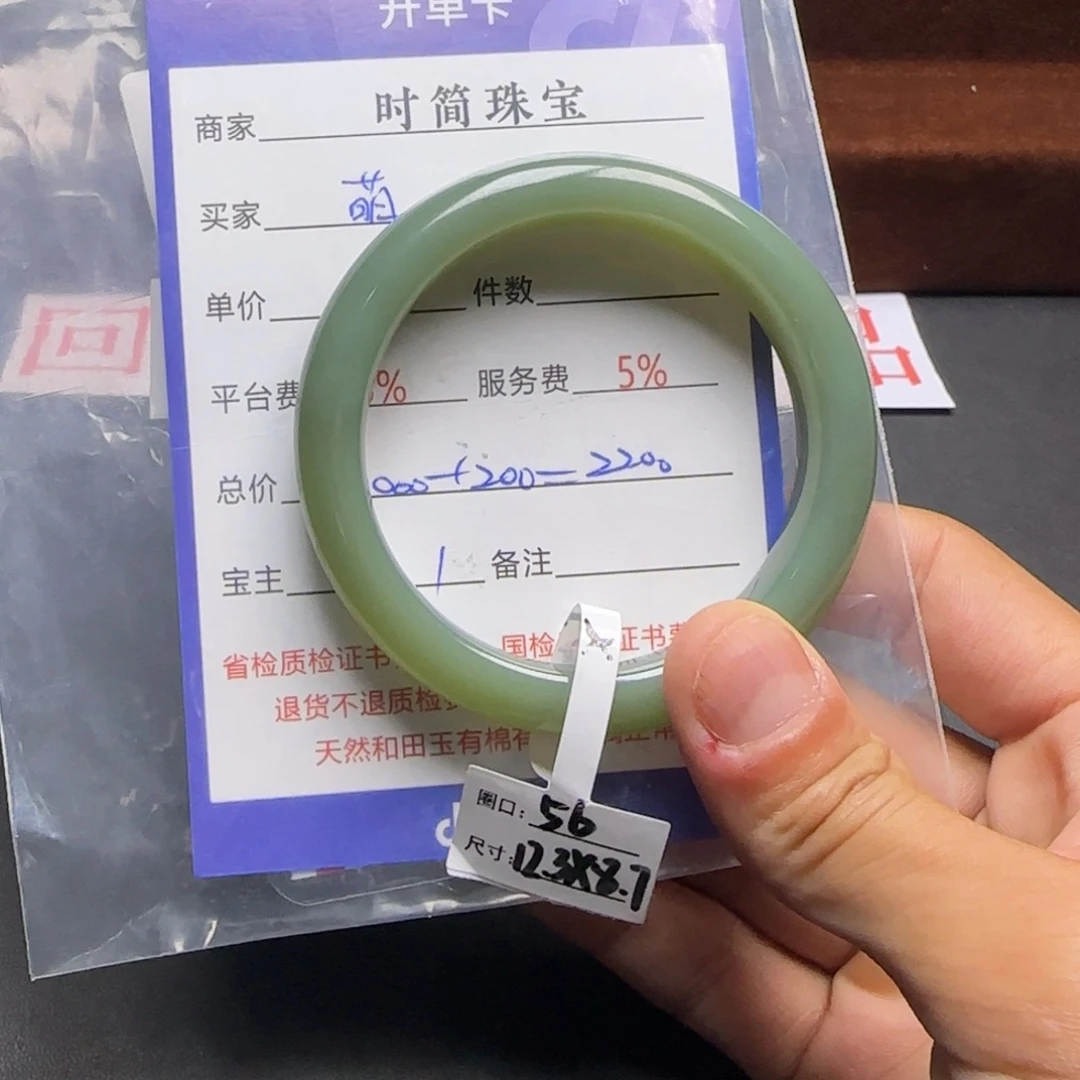 开单卡
商家 时简珠宝
买家 萌
单价 件数
平台费 % 服务费 5%
总价 000+200=2200
宝主 1 备注
省检质检证书 国检 证书
退货不退质检
天然和田玉有棉
回
品
圈口: 56
尺寸: 12.3X8.7